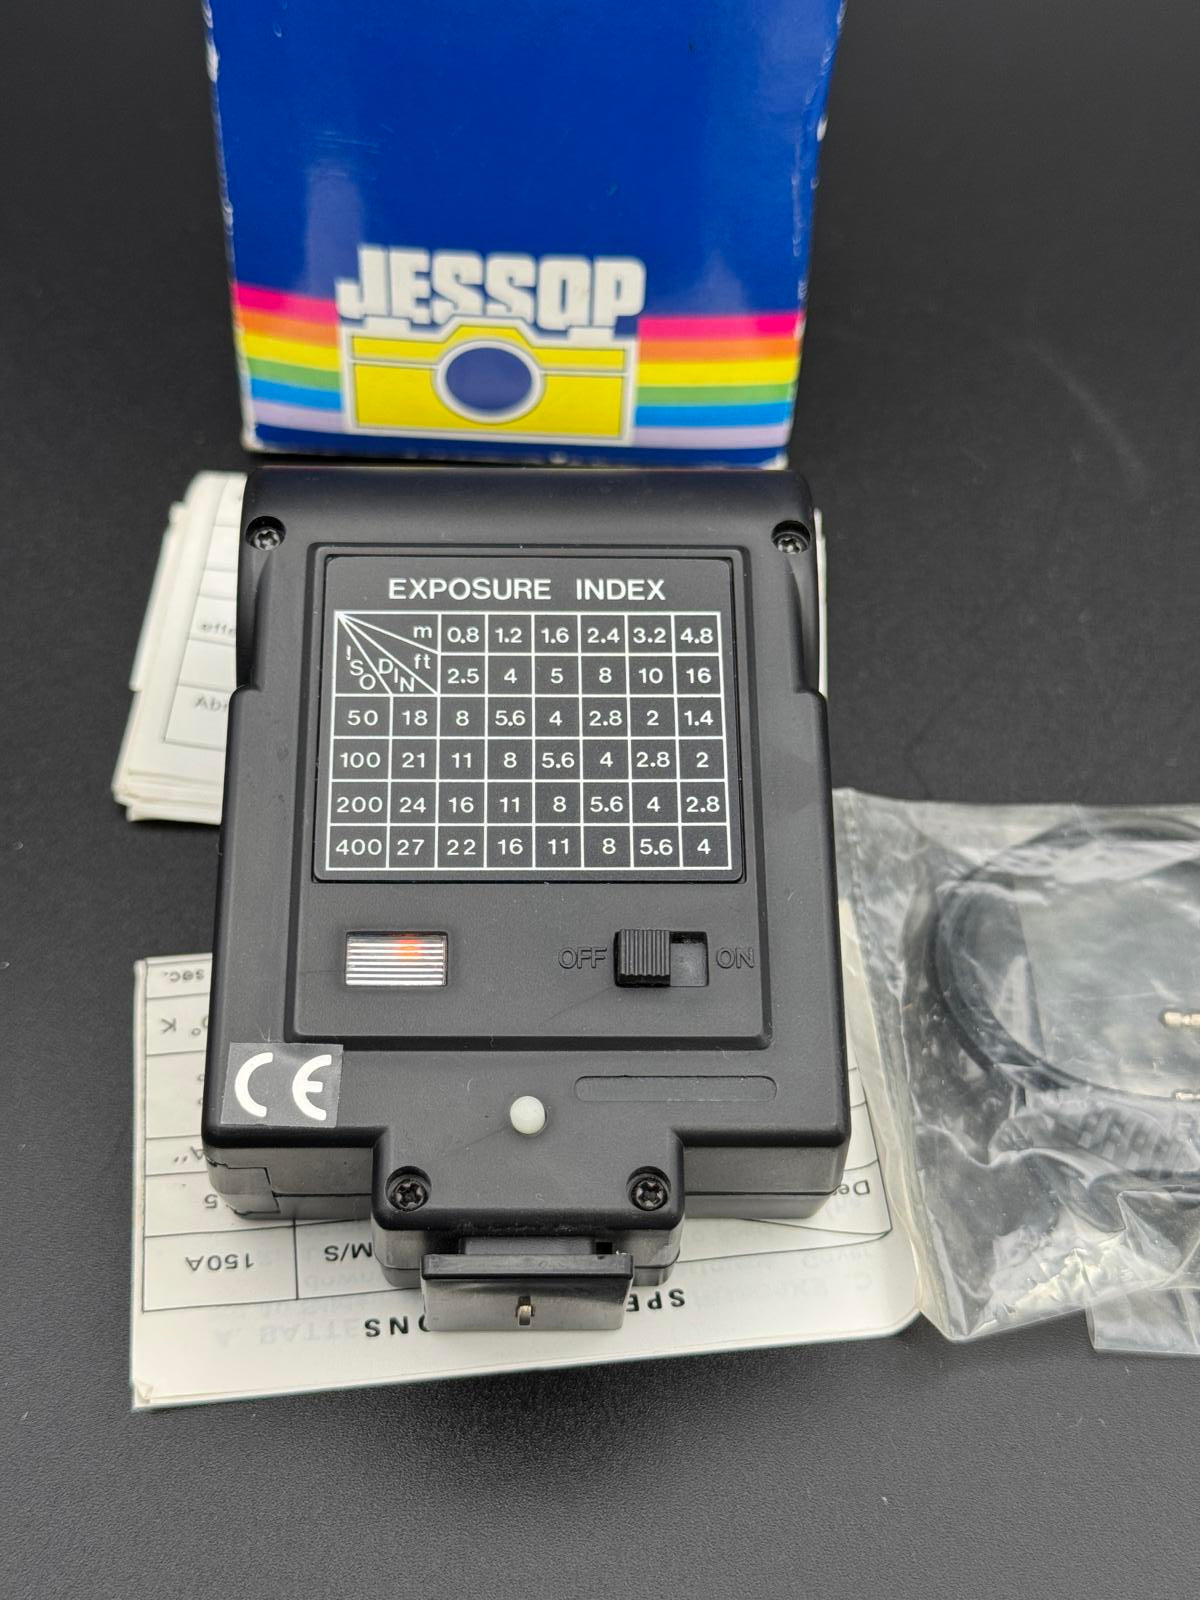 JESSOP
EXPOSURE INDEX
m 0.8 1.2 1.6 2.4 3.2 4.8
ISO DIN ft 2.5 4 5 8 10 16
50 18 8 5.6 4 2.8 2 1.4
100 21 11 8 5.6 4 2.8 2
200 24 16 11 8 5.6 4 2.8
400 27 22 16 11 8 5.6 4
OFF ON
CE
sec.
° K
150A
M/S